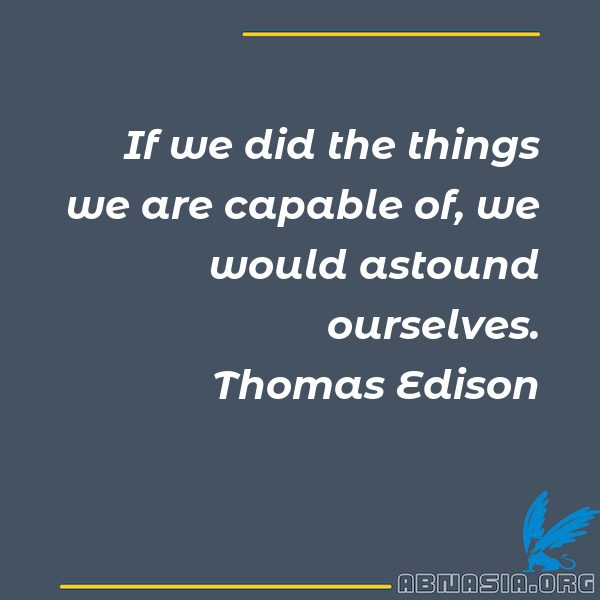 If we did the things
we are capable of, we
would astound
ourselves.
Thomas Edison
ABNASIA.ORG